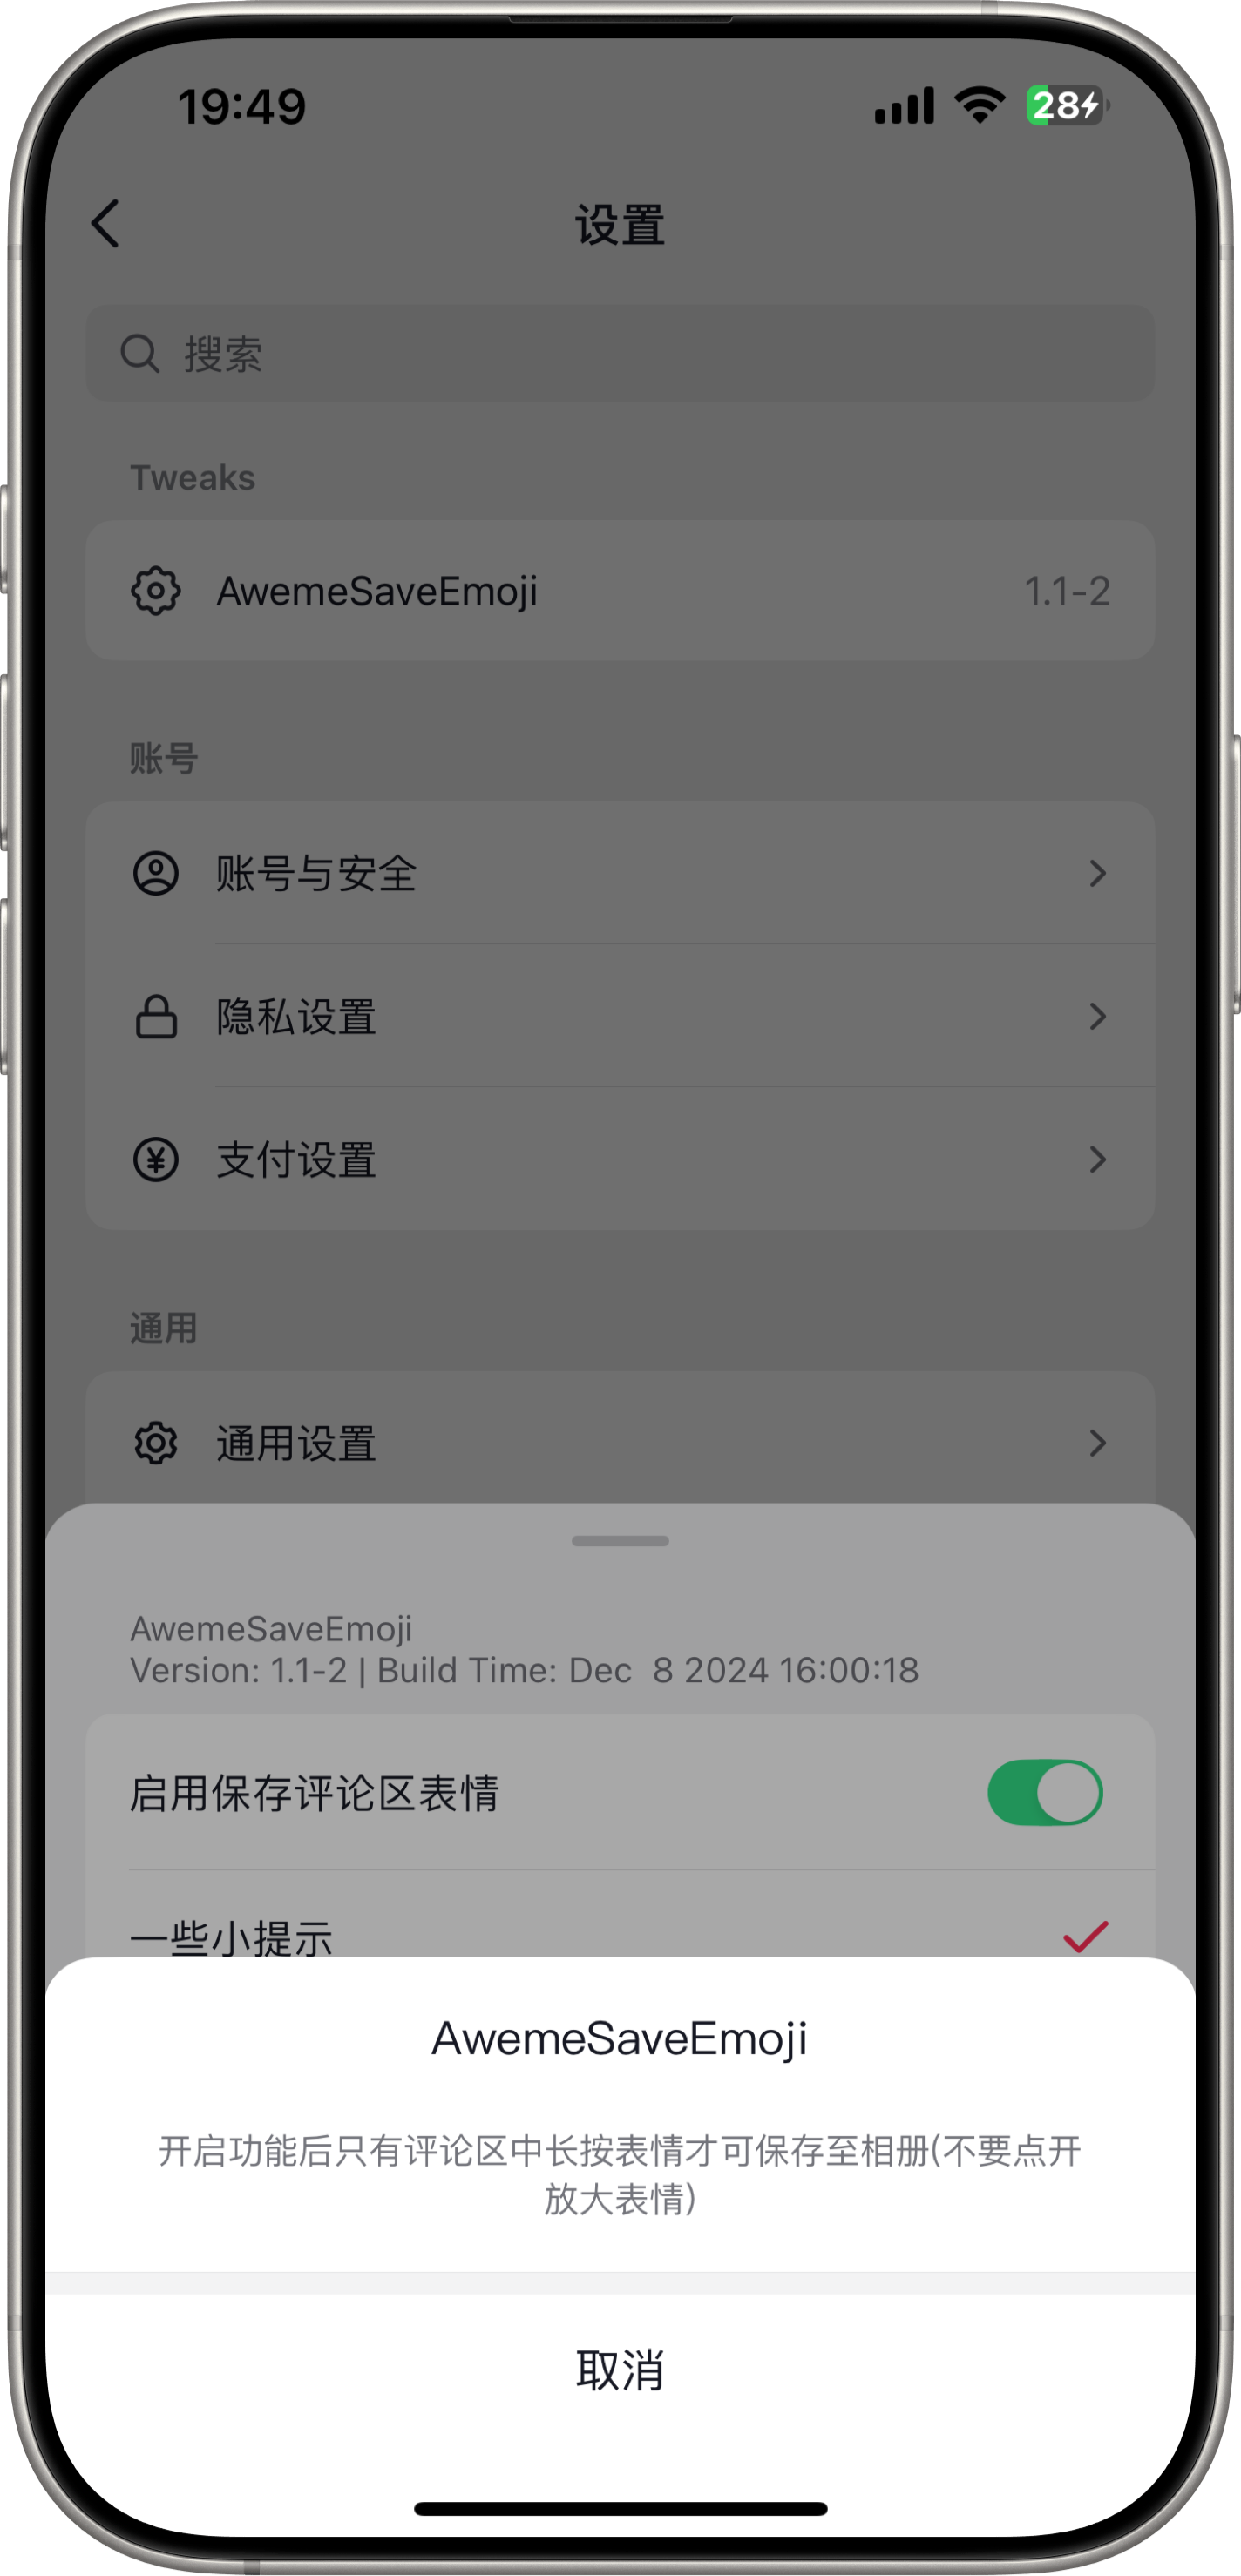 19:49
28
设置
搜索
Tweaks
AwemeSaveEmoji
1.1-2
账号
账号与安全
隐私设置
支付设置
通用
通用设置
AwemeSaveEmoji
Version: 1.1-2 | Build Time: Dec  8 2024 16:00:18
启用保存评论区表情
一些小提示
AwemeSaveEmoji
开启功能后只有评论区中长按表情才可保存至相册(不要点开
放大表情)
取消